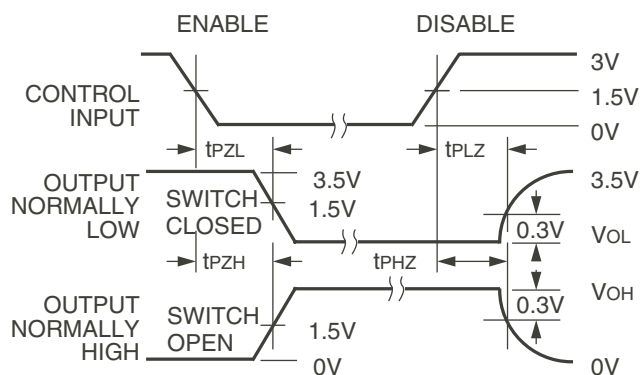 ENABLE
DISABLE
3V
1.5V
0V
CONTROL
INPUT
tPZL
tPLZ
OUTPUT
NORMALLY
LOW
SWITCH
CLOSED
3.5V
1.5V
3.5V
0.3V
VOL
tPZH
tPHZ
OUTPUT
NORMALLY
HIGH
SWITCH
OPEN
1.5V
0V
0.3V
VOH
0V